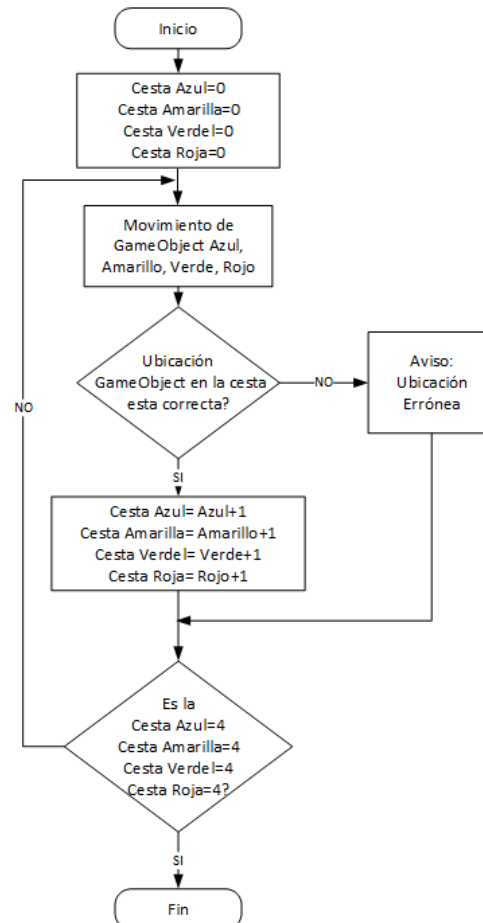 Inicio
Cesta Azul=0
Cesta Amarilla=0
Cesta Verdel=0
Cesta Roja=0
Movimiento de
GameObject Azul,
Amarillo, Verde, Rojo
Ubicación
GameObject en la cesta
esta correcta?
NO
Aviso:
Ubicación
Errónea
NO
SI
Cesta Azul= Azul+1
Cesta Amarilla= Amarillo+1
Cesta Verdel= Verde+1
Cesta Roja= Rojo+1
Es la
Cesta Azul=4
Cesta Amarilla=4
Cesta Verdel=4
Cesta Roja=4?
SI
Fin